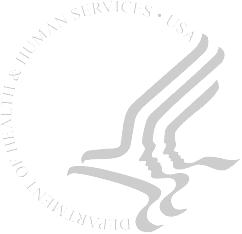 DEPARTMENT OF HEALTH & HUMAN SERVICES • USA